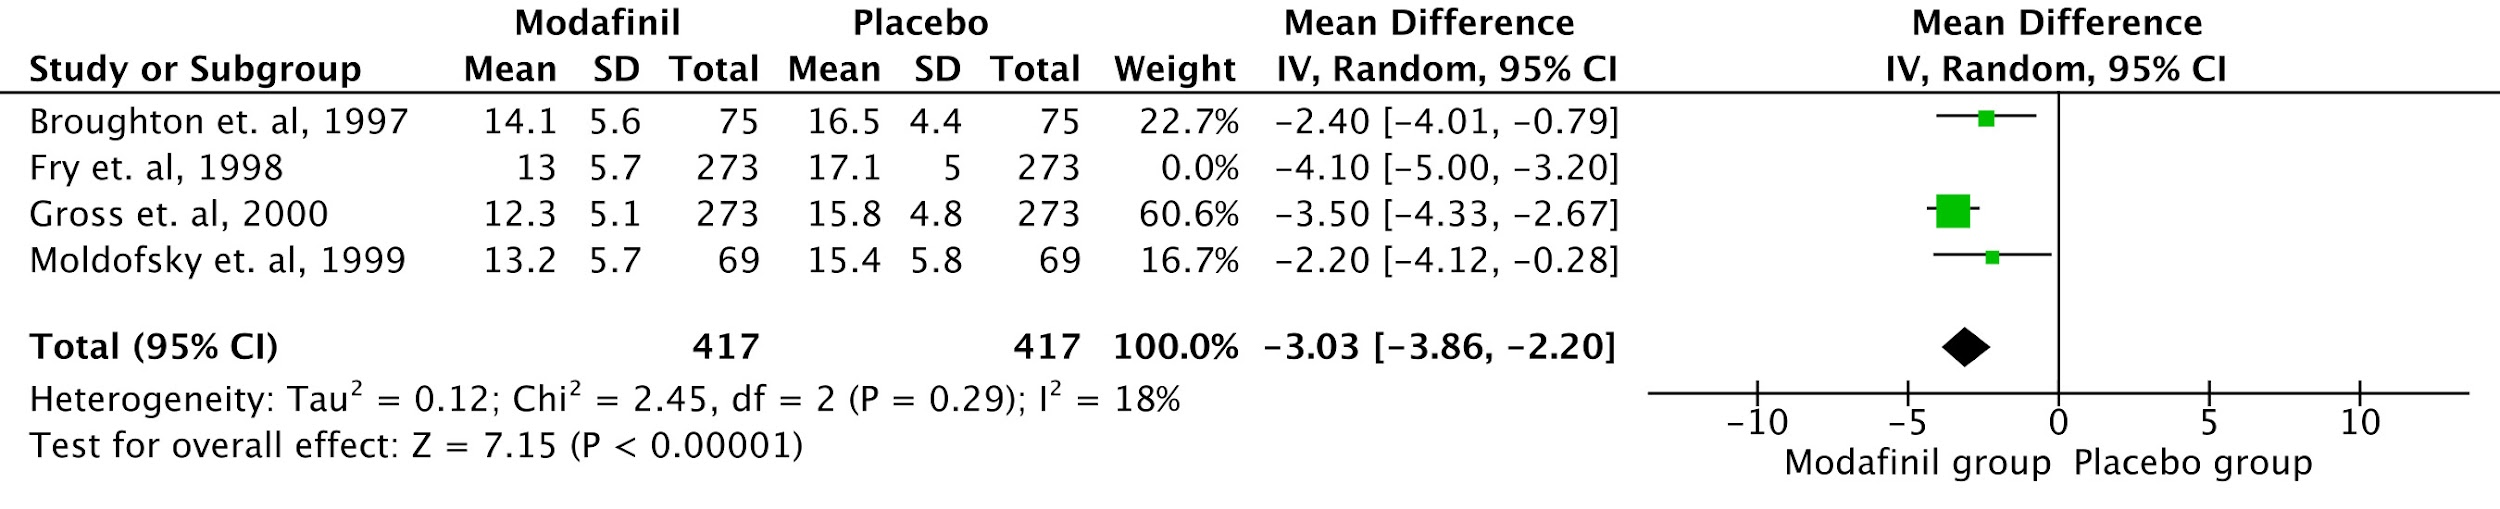 Modafinil Placebo Mean Difference Mean Difference
Study or Subgroup Mean SD Total Mean SD Total Weight IV, Random, 95% CI IV, Random, 95% CI
Broughton et. al, 1997 14.1 5.6 75 16.5 4.4 75 22.7% −2.40 [−4.01, −0.79]
Fry et. al, 1998 13 5.7 273 17.1 5 273 0.0% −4.10 [−5.00, −3.20]
Gross et. al, 2000 12.3 5.1 273 15.8 4.8 273 60.6% −3.50 [−4.33, −2.67]
Moldofsky et. al, 1999 13.2 5.7 69 15.4 5.8 69 16.7% −2.20 [−4.12, −0.28]
Total (95% CI) 417 417 100.0% −3.03 [−3.86, −2.20]
Heterogeneity: Tau² = 0.12; Chi² = 2.45, df = 2 (P = 0.29); I² = 18%
Test for overall effect: Z = 7.15 (P < 0.00001)
−10 −5 0 5 10
Modafinil group Placebo group